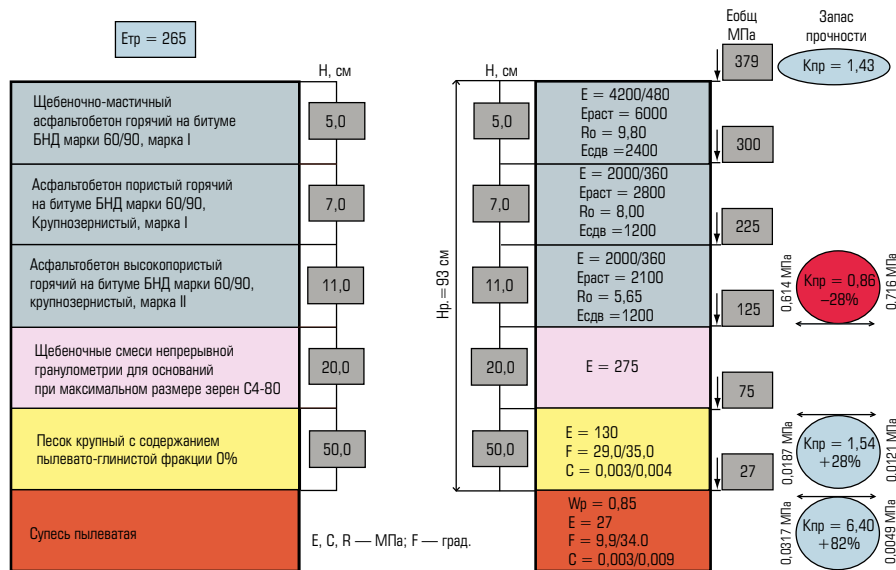 Етр = 265
Н, см
Щебеночно-мастичный
асфальтобетон горячий на битуме
БНД марки 60/90, марка I
5,0
Асфальтобетон пористый горячий
на битуме БНД марки 60/90,
Крупнозернистый, марка I
7,0
Асфальтобетон высокопористый
горячий на битуме БНД марки 60/90,
крупнозернистый, марка II
11,0
Щебеночные смеси непрерывной
гранулометрии для оснований
при максимальном размере зерен С4-80
20,0
Песок крупный с содержанием
пылевато-глинистой фракции 0%
50,0
Супесь пылеватая
E, C, R — МПа; F — град.
Нр. = 93 см
Н, см
5,0
7,0
11,0
20,0
50,0
E = 4200/480
Ераст = 6000
Ro = 9,80
Есдв =2400
E = 2000/360
Ераст = 2800
Ro = 8,00
Есдв =1200
E = 2000/360
Ераст = 2100
Ro = 5,65
Есдв =1200
E = 275
E = 130
F = 29,0/35,0
C = 0,003/0,004
Wp = 0,85
E = 27
F = 9,9/34.0
C = 0,003/0,009
Еобщ
МПа
379
300
225
125
75
27
Запас
прочности
Кпр = 1,43
0,614 МПа
Кпр = 0,86
–28%
0,716 МПа
0,0187 МПа
Кпр = 1,54
+28%
0,0121 МПа
0,0317 МПа
Кпр = 6,40
+82%
0,0049 МПа